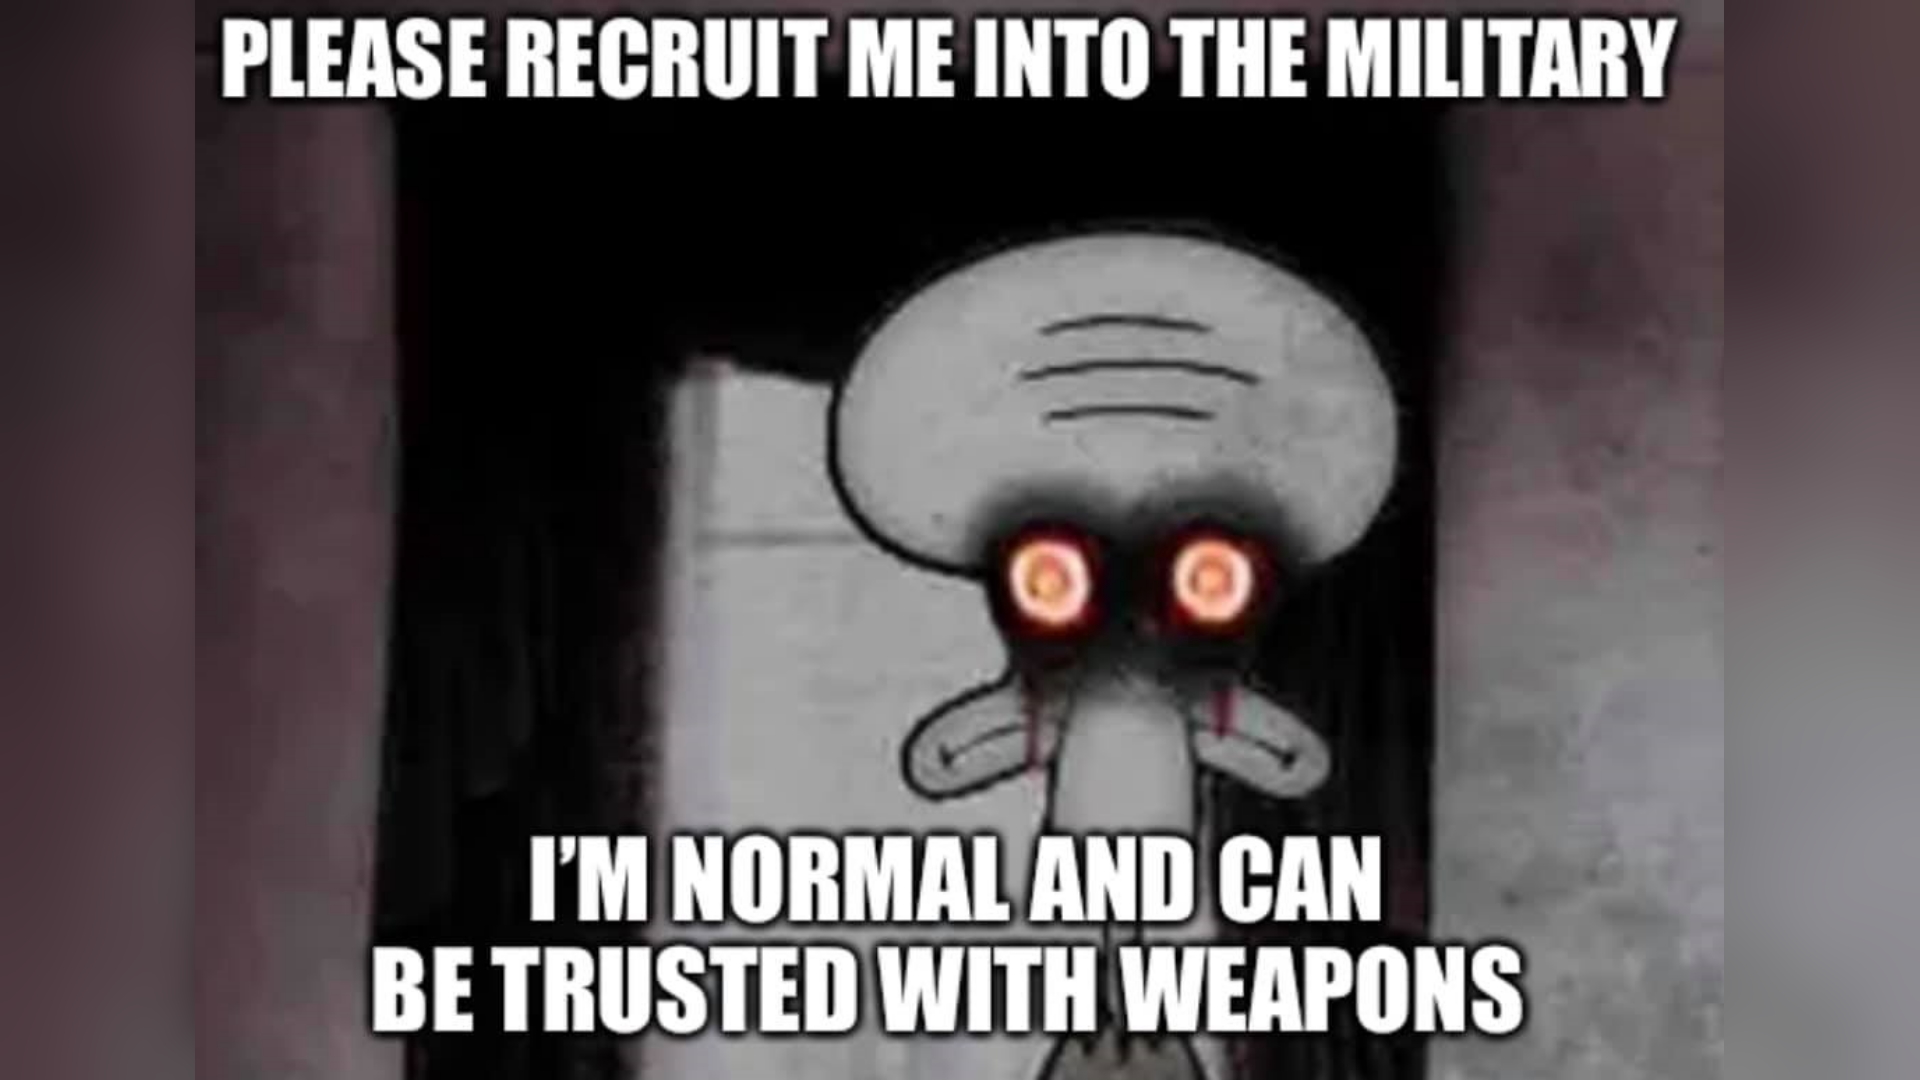 PLEASE RECRUIT ME INTO THE MILITARY
I'M NORMAL AND CAN
BE TRUSTED WITH WEAPONS